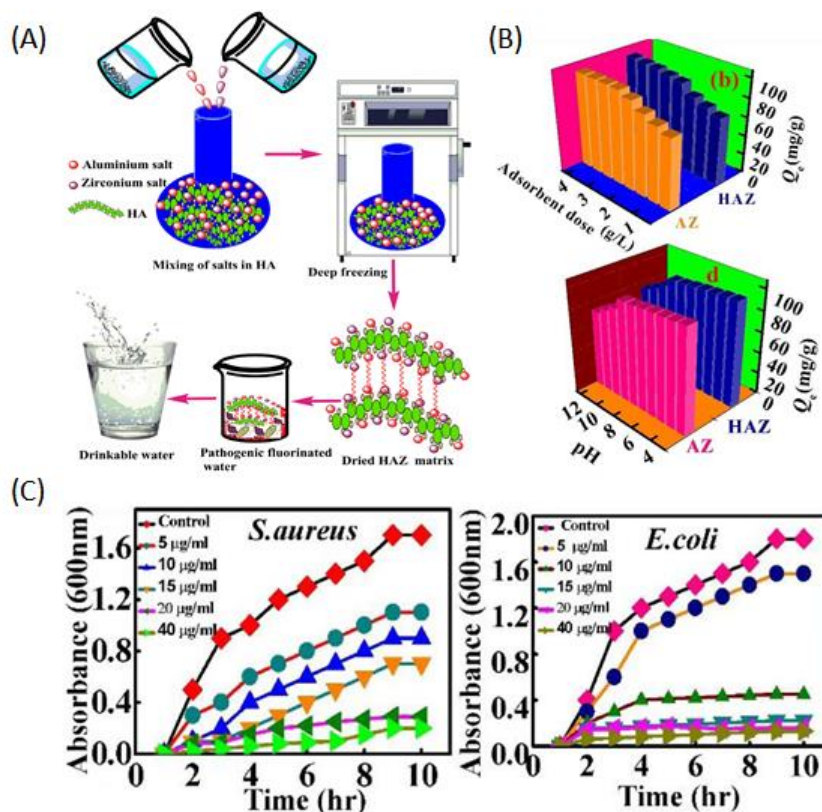 (A)
Aluminium salt
Zirconium salt
HA
Mixing of salts in HA
Deep freezing
Drinkable water
Pathogenic fluorinated
water
Dried HAZ matrix
(B)
(b)
100
80
60
40
20
0
Qe (mg/g)
4
3
2
1
Adsorbent dose (g/L)
AZ
HAZ
d
100
80
60
40
20
0
Qe (mg/g)
12
10
8
6
4
pH
AZ
HAZ
(C)
S.aureus
Control
5 µg/ml
10 µg/ml
15 µg/ml
20 µg/ml
40 µg/ml
Absorbance (600nm)
1.6
1.2
0.8
0.4
0.0
0 2 4 6 8 10
Time (hr)
E.coli
Control
5 µg/ml
10 µg/ml
15 µg/ml
20 µg/ml
40 µg/ml
Absorbance (600nm)
2.0
1.6
1.2
0.8
0.4
0.0
0 2 4 6 8 10
Time (hr)